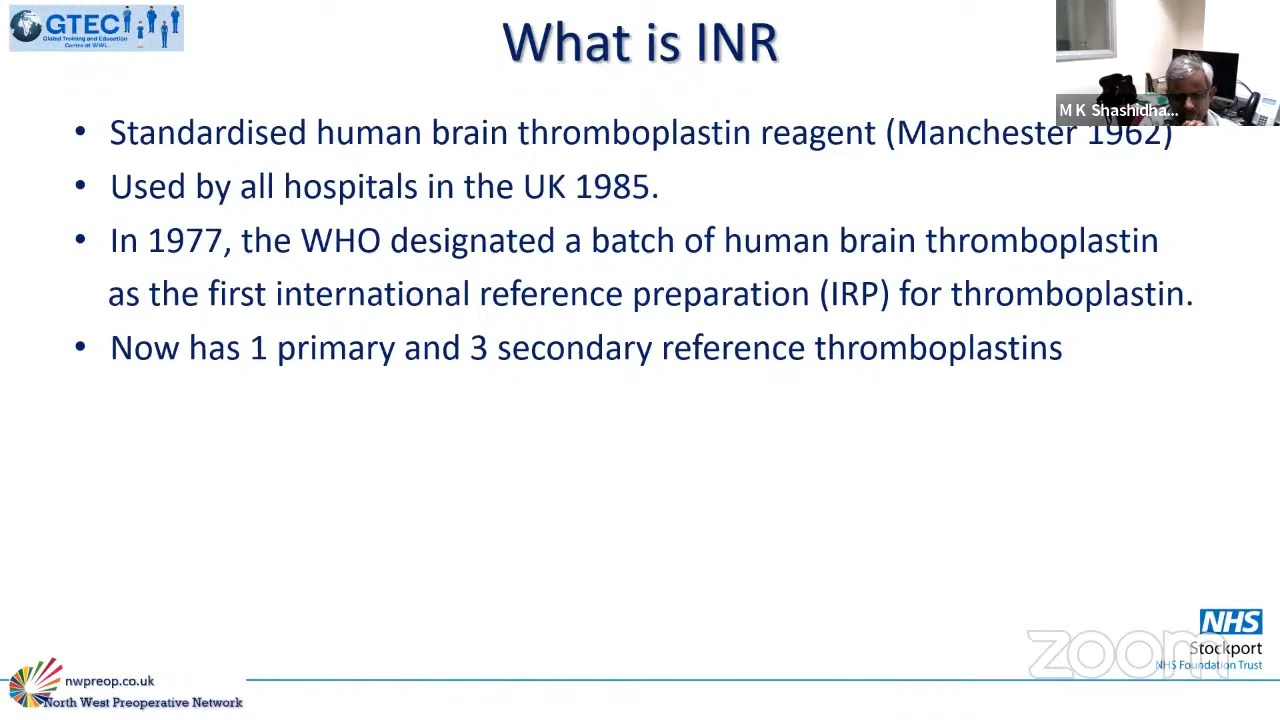 GTEC
Global Training and Education
Centre at WWL
What is INR
M K Shashidha...
• Standardised human brain thromboplastin reagent (Manchester 1962)
• Used by all hospitals in the UK 1985.
• In 1977, the WHO designated a batch of human brain thromboplastin
as the first international reference preparation (IRP) for thromboplastin.
• Now has 1 primary and 3 secondary reference thromboplastins
NHS
zoom
Stockport
NHS Foundation Trust
nwpreop.co.uk
North West Preoperative Network